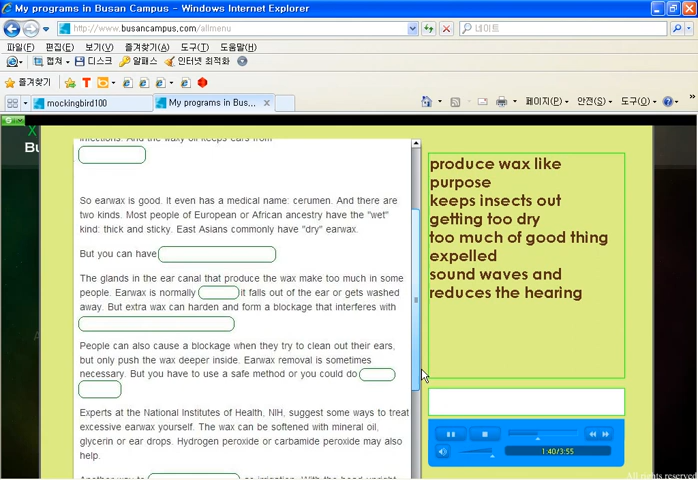 My programs in Busan Campus - Windows Internet Explorer
http://www.busancampus.com/allmenu
네이트
파일(F) 편집(E) 보기(V) 즐겨찾기(A) 도구(T) 도움말(H)
캡쳐 디스크 알패스 인터넷 최적화
즐겨찾기
mockingbird100
My programs in Bus...
페이지(P) 안전(S) 도구(O)
X
Bu
infections. And the waxy oil keeps ears from
So earwax is good. It even has a medical name: cerumen. And there are
two kinds. Most people of European or African ancestry have the "wet"
kind: thick and sticky. East Asians commonly have "dry" earwax.
But you can have
The glands in the ear canal that produce the wax make too much in some
people. Earwax is normally it falls out of the ear or gets washed
away. But extra wax can harden and form a blockage that interferes with
People can also cause a blockage when they try to clean out their ears,
but only push the wax deeper inside. Earwax removal is sometimes
necessary. But you have to use a safe method or you could do
Experts at the National Institutes of Health, NIH, suggest some ways to treat
excessive earwax yourself. The wax can be softened with mineral oil,
glycerin or ear drops. Hydrogen peroxide or carbamide peroxide may also
help.
Another way to as irrigation. With the head upright
produce wax like
purpose
keeps insects out
getting too dry
too much of good thing
expelled
sound waves and
reduces the hearing
1:40/3:55
All rights reserved